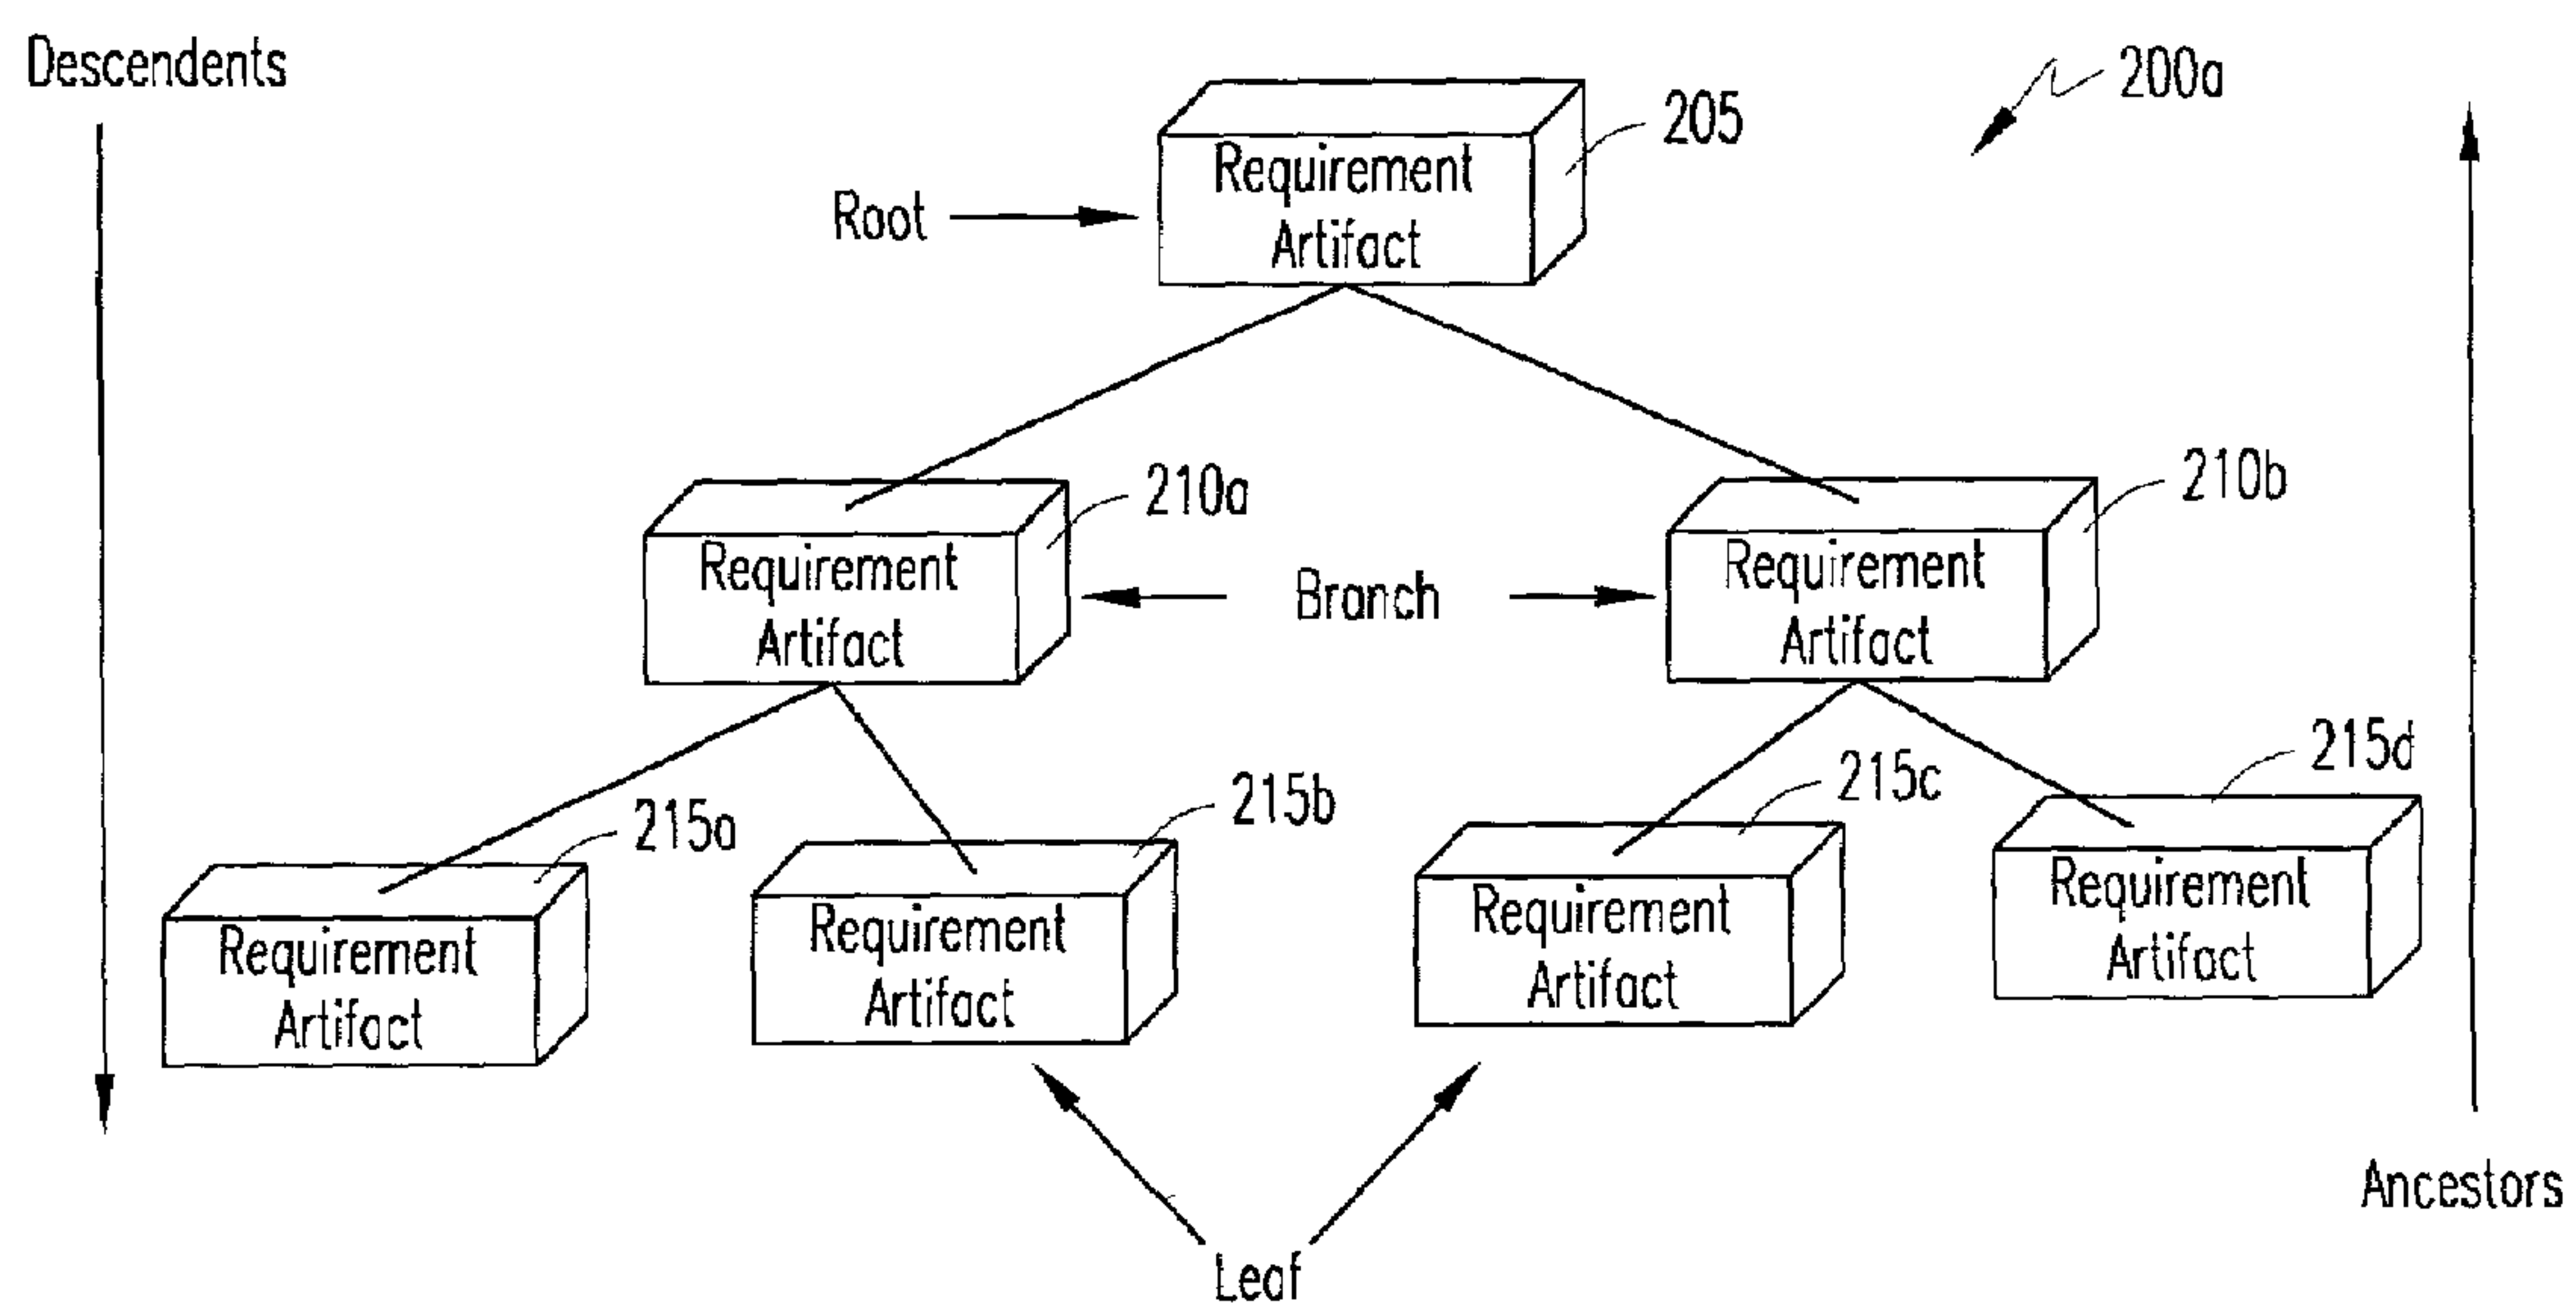 Descendents
200a
205
Requirement
Artifact
Root
210a
210b
Requirement
Artifact
Branch
Requirement
Artifact
215a
215b
215c
215d
Requirement
Artifact
Requirement
Artifact
Requirement
Artifact
Requirement
Artifact
Ancestors
Leaf